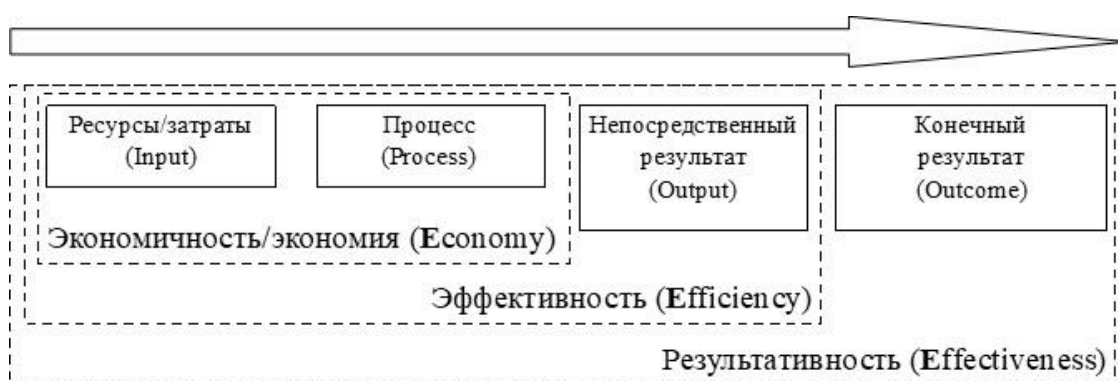 Ресурсы/затраты
(Input)
Процесс
(Process)
Непосредственный
результат
(Output)
Конечный
результат
(Outcome)
Экономичность/экономия (Economy)
Эффективность (Efficiency)
Результативность (Effectiveness)